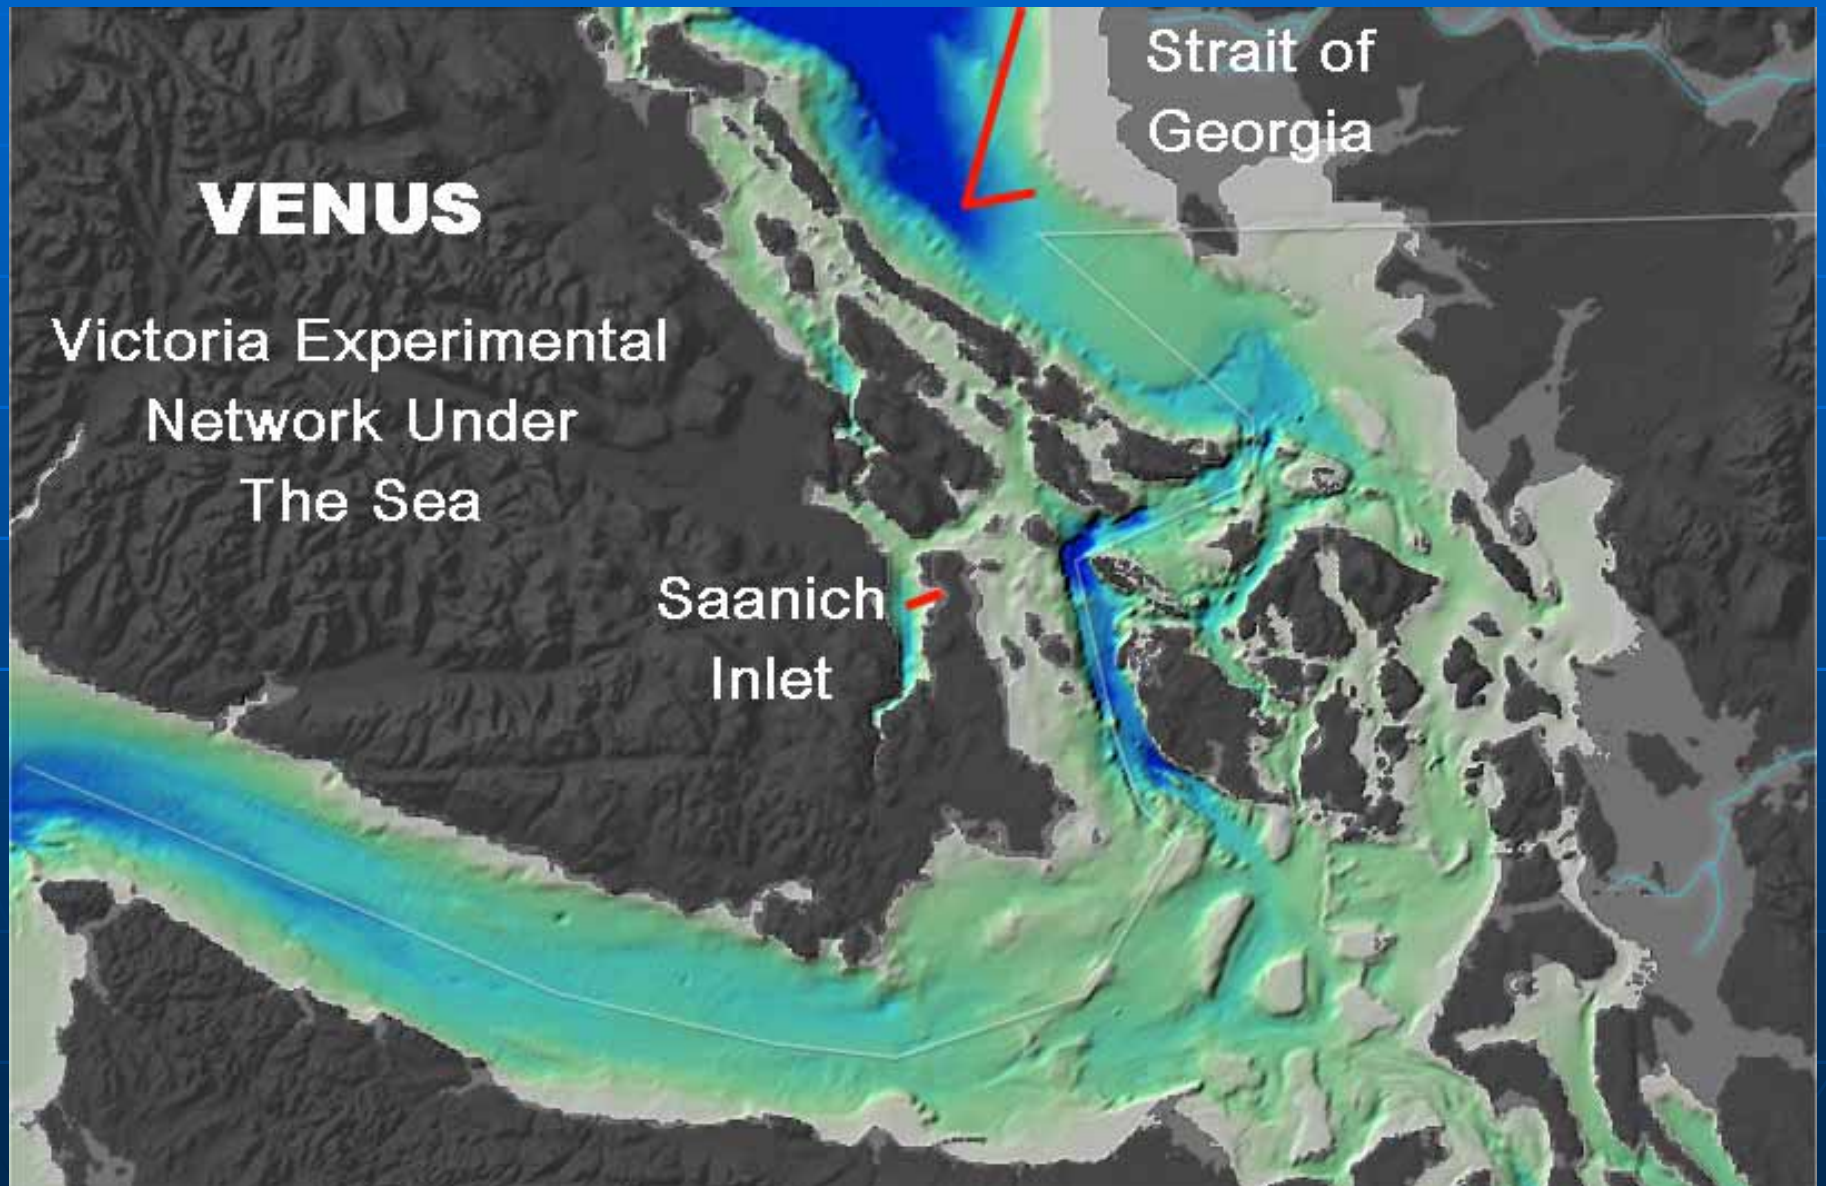 Strait of
Georgia
VENUS
Victoria Experimental
Network Under
The Sea
Saanich
Inlet